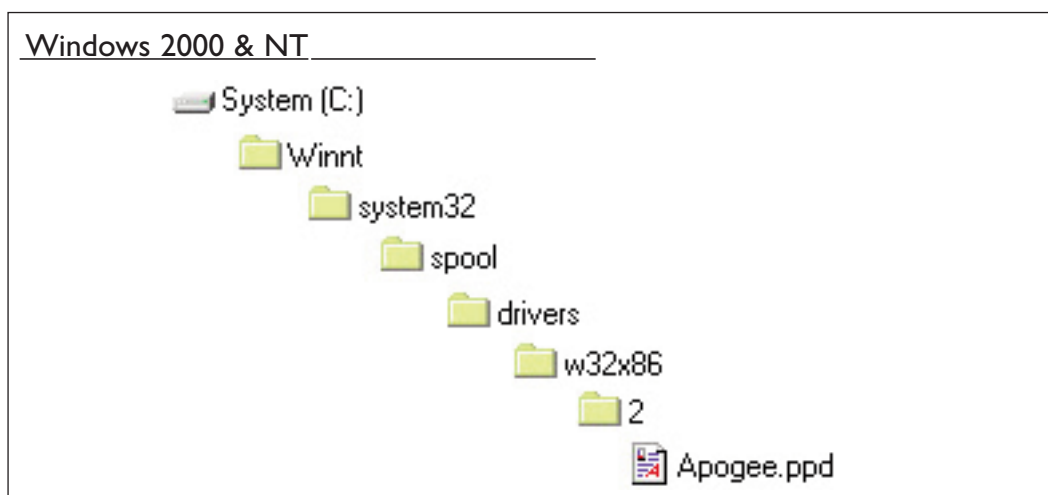 Windows 2000 & NT
System (C:)
Winnt
system32
spool
drivers
w32x86
2
Apogee.ppd